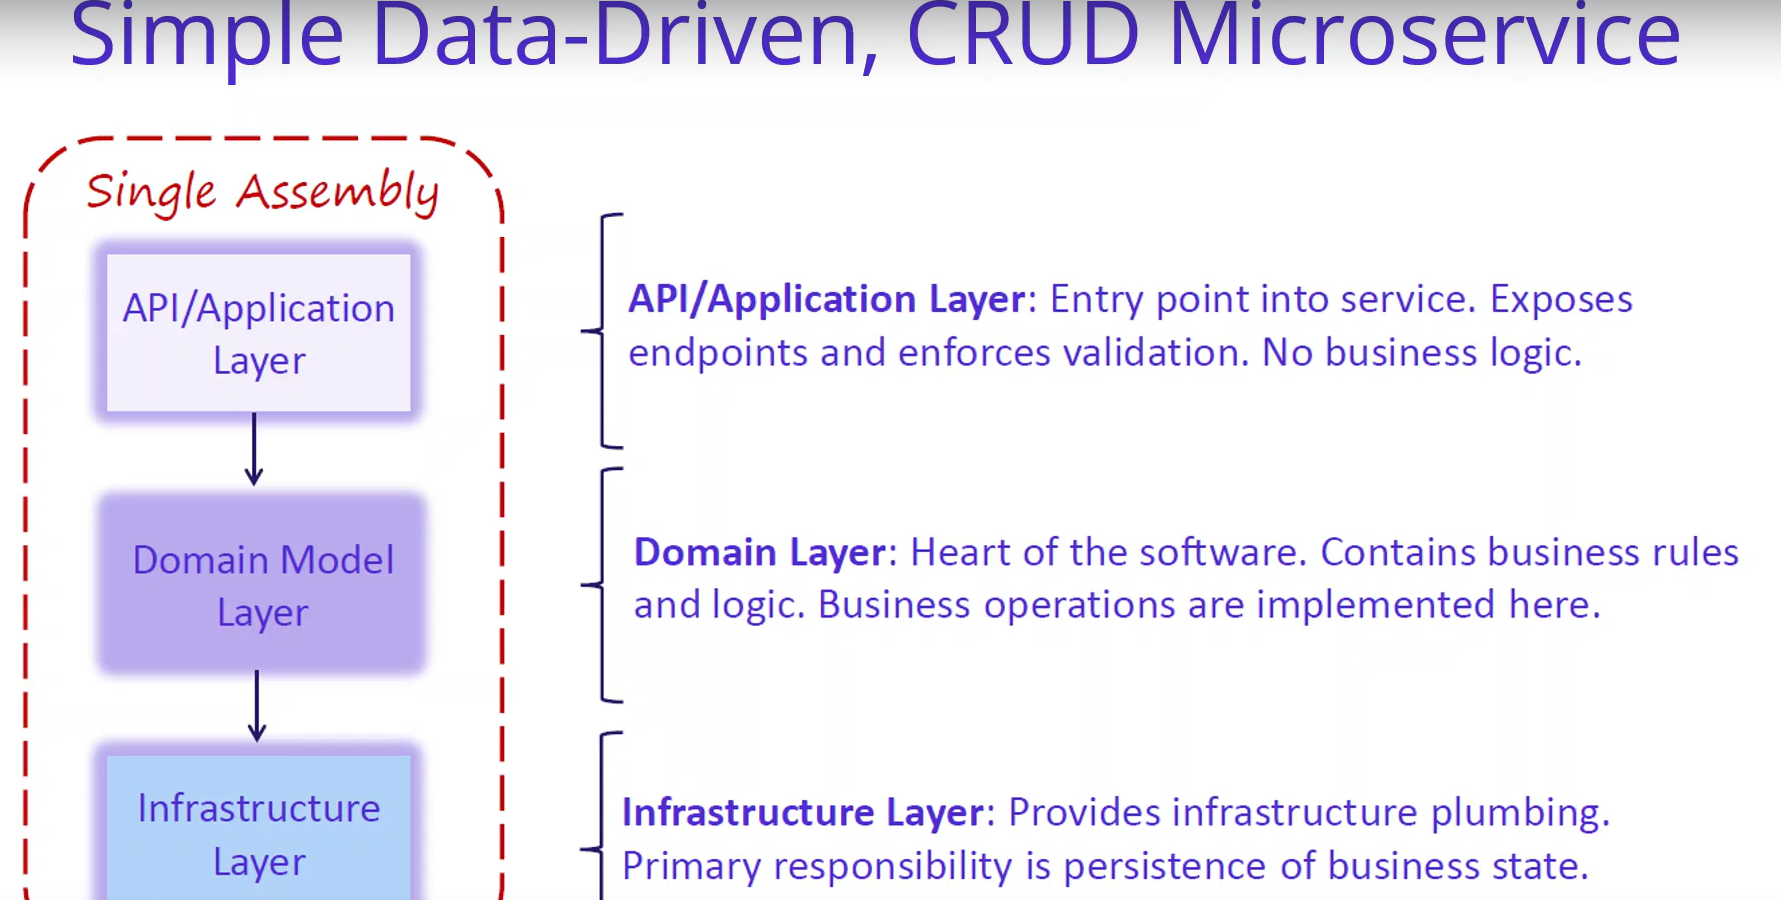 Simple Data-Driven, CRUD Microservice
Single Assembly
API/Application
Layer
API/Application Layer: Entry point into service. Exposes
endpoints and enforces validation. No business logic.
Domain Model
Layer
Domain Layer: Heart of the software. Contains business rules
and logic. Business operations are implemented here.
Infrastructure
Layer
Infrastructure Layer: Provides infrastructure plumbing.
Primary responsibility is persistence of business state.